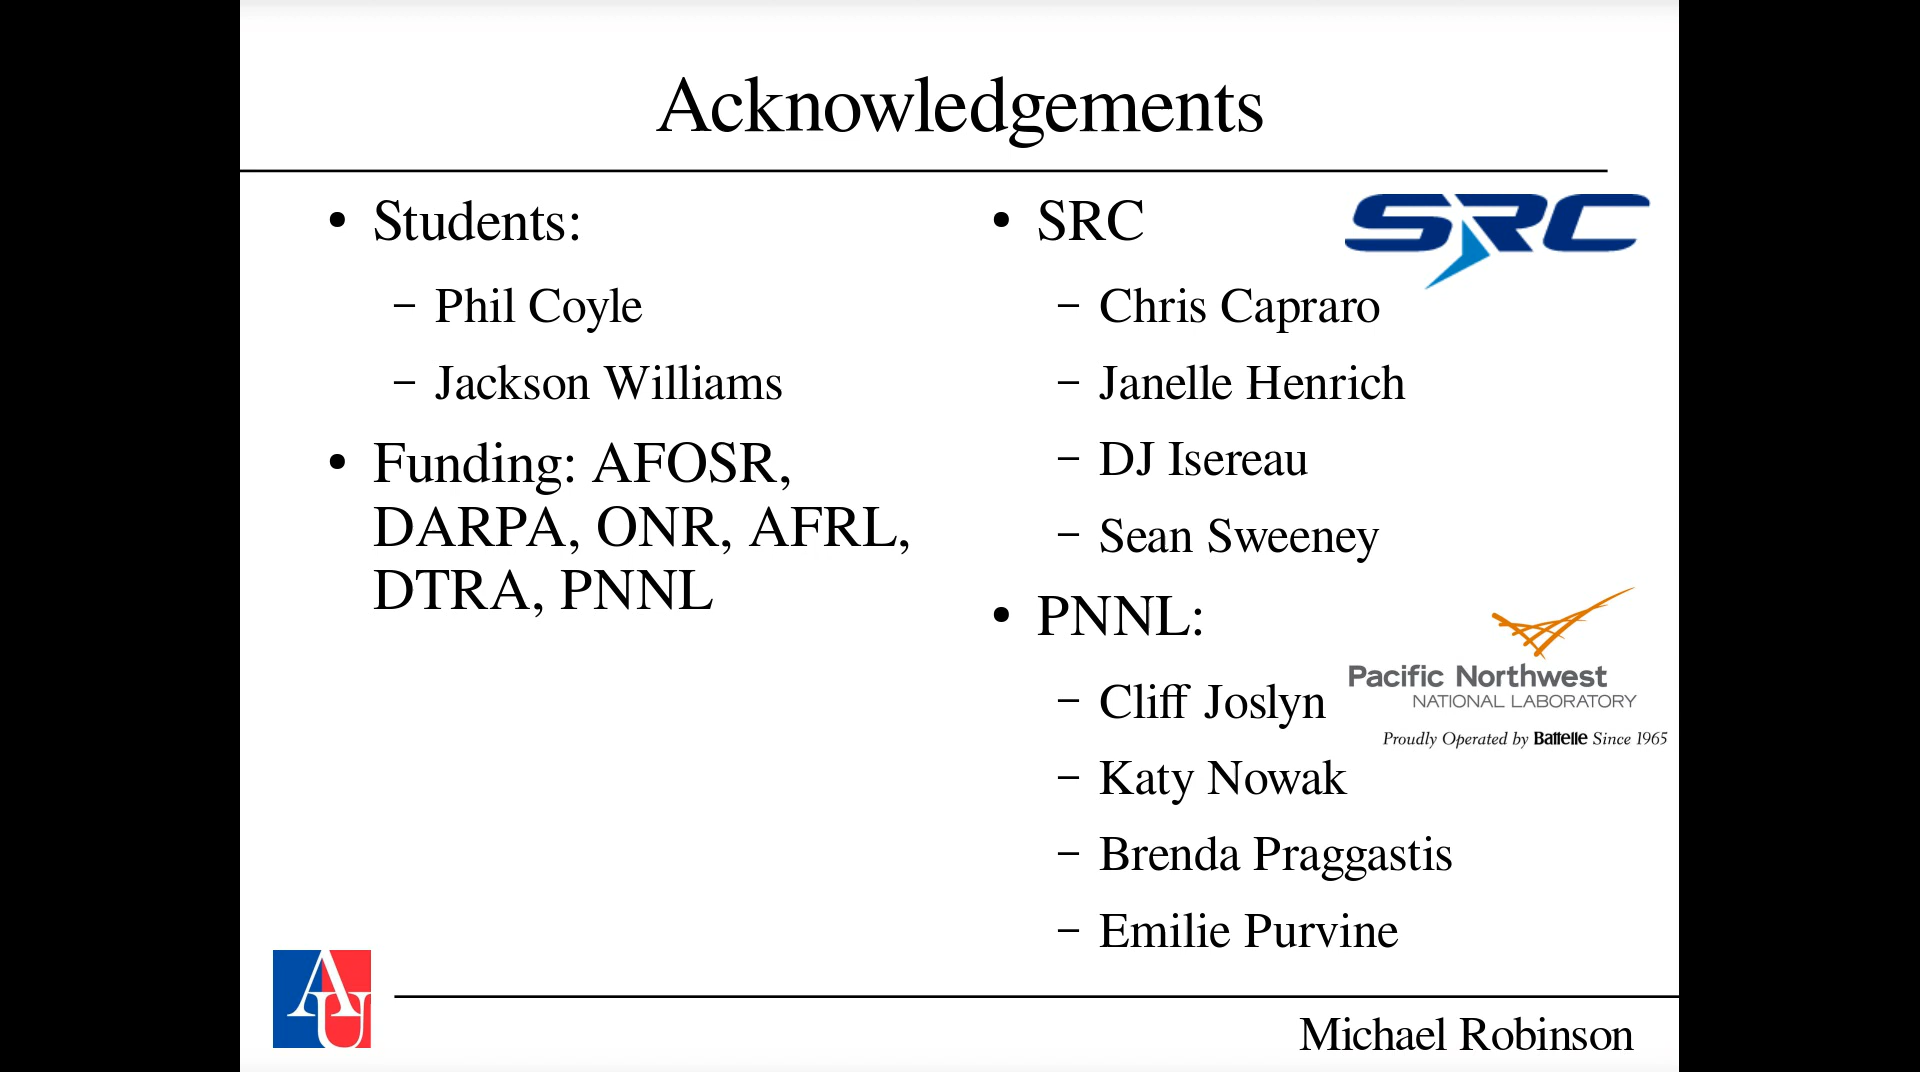 Acknowledgements
• Students:
– Phil Coyle
– Jackson Williams
• Funding: AFOSR,
DARPA, ONR, AFRL,
DTRA, PNNL
• SRC
SRC
– Chris Capraro
– Janelle Henrich
– DJ Isereau
– Sean Sweeney
• PNNL:
Pacific Northwest
NATIONAL LABORATORY
Proudly Operated by Battelle Since 1965
– Cliff Joslyn
– Katy Nowak
– Brenda Praggastis
– Emilie Purvine
AU
Michael Robinson